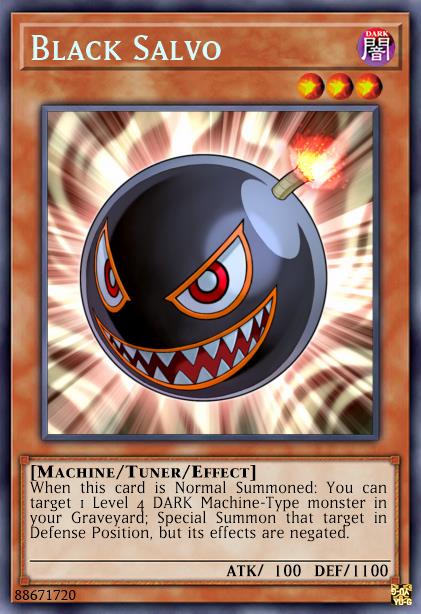 Black Salvo
DARK
闇
[Machine/Tuner/Effect]
When this card is Normal Summoned: You can
target 1 Level 4 DARK Machine-Type monster in
your Graveyard; Special Summon that target in
Defense Position, but its effects are negated.
ATK/ 100 DEF/1100
88671720